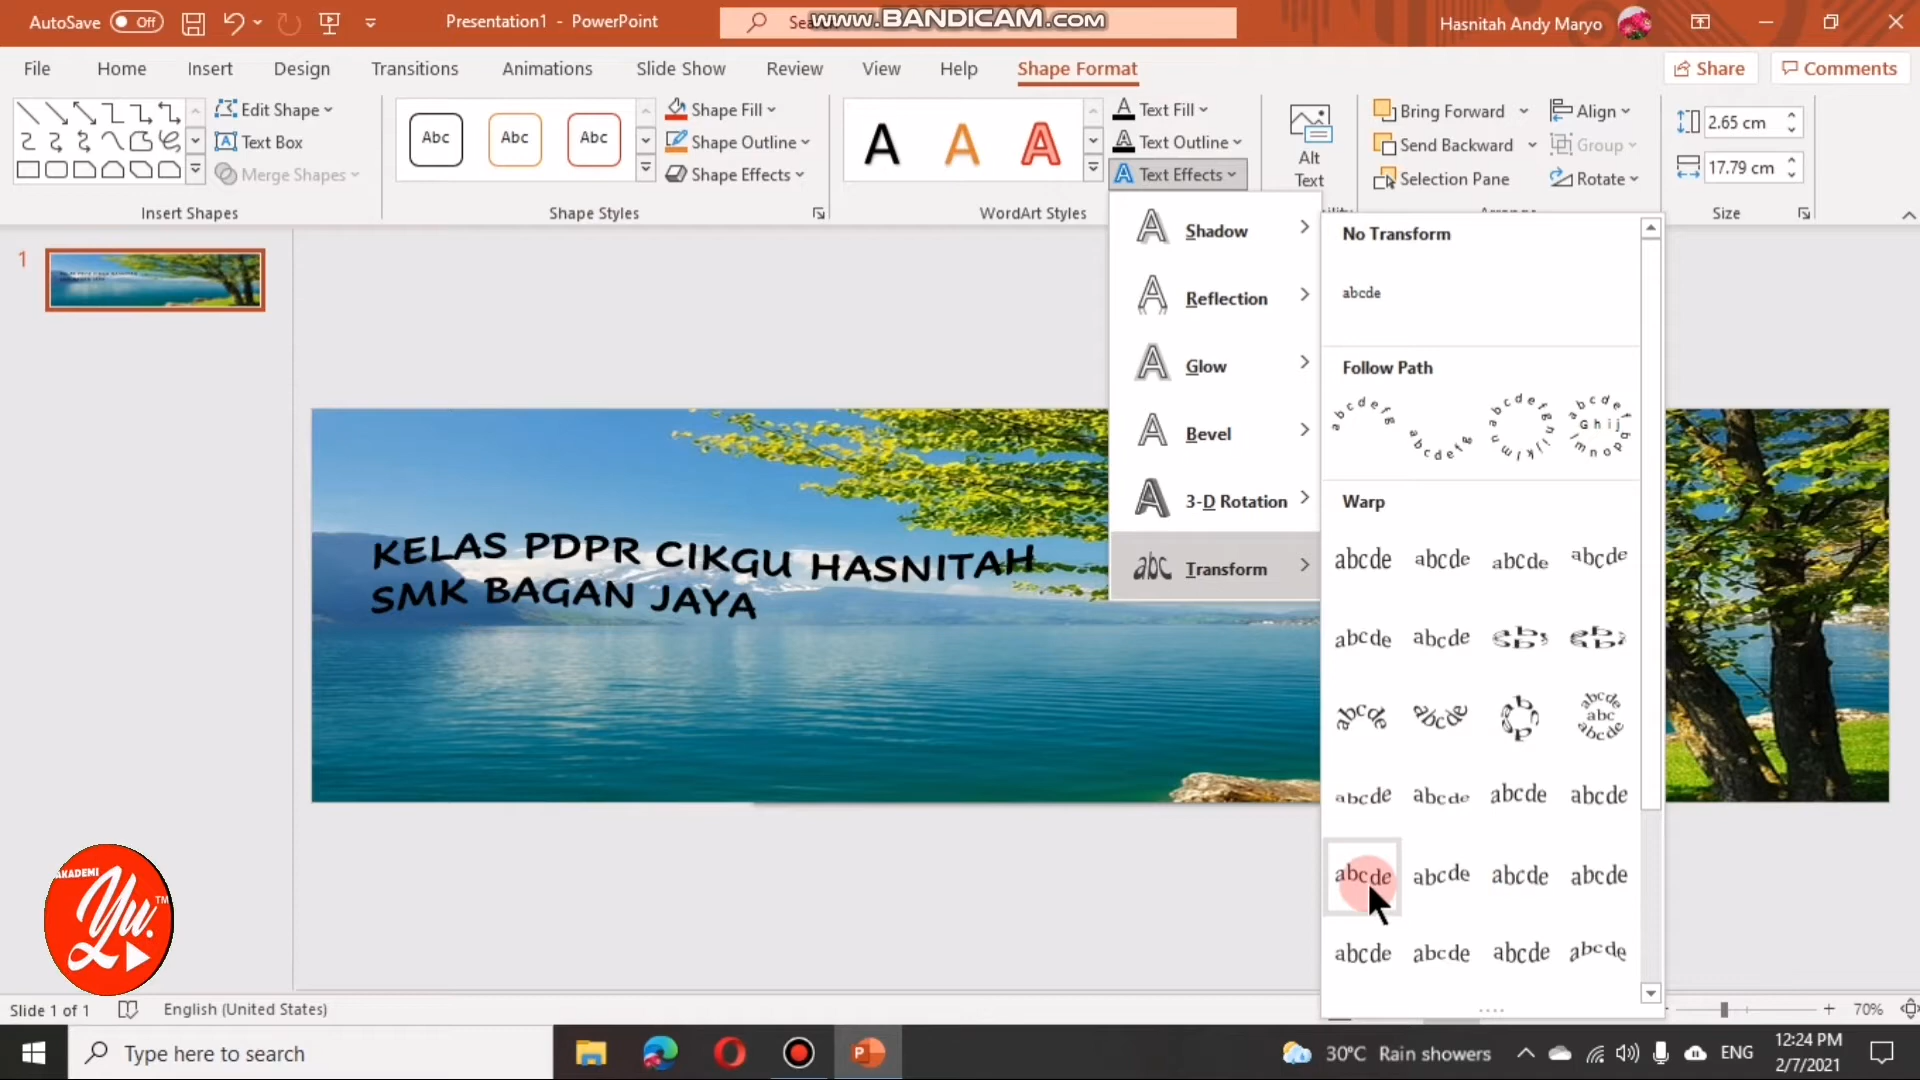 AutoSave Off Presentation1 - PowerPoint www.BANDICAM.com Hasnitah Andy Maryo
File Home Insert Design Transitions Animations Slide Show Review View Help Shape Format Share Comments
Edit Shape
Text Box
Merge Shapes
Insert Shapes
Abc Abc Abc
Shape Fill
Shape Outline
Shape Effects
Shape Styles
A A A
Text Fill
Text Outline
Text Effects
WordArt Styles
Alt
Text
Bring Forward
Send Backward
Selection Pane
Align
Group
Rotate
2.65 cm
17.79 cm
Size
Shadow
Reflection
Glow
Bevel
3-D Rotation
Transform
No Transform
abcde
Follow Path
Warp
abcde abcde abcde abcde
abcde abcde
abcde abcde
abcde abcde abcde abcde
abcde abcde abcde abcde
abcde abcde abcde abcde
1
KELAS PDPR CIKGU HASNITAH
SMK BAGAN JAYA
AKADEMI
Yu.
TM
Slide 1 of 1 English (United States) 70%
Type here to search
30°C Rain showers ENG
12:24 PM
2/7/2021